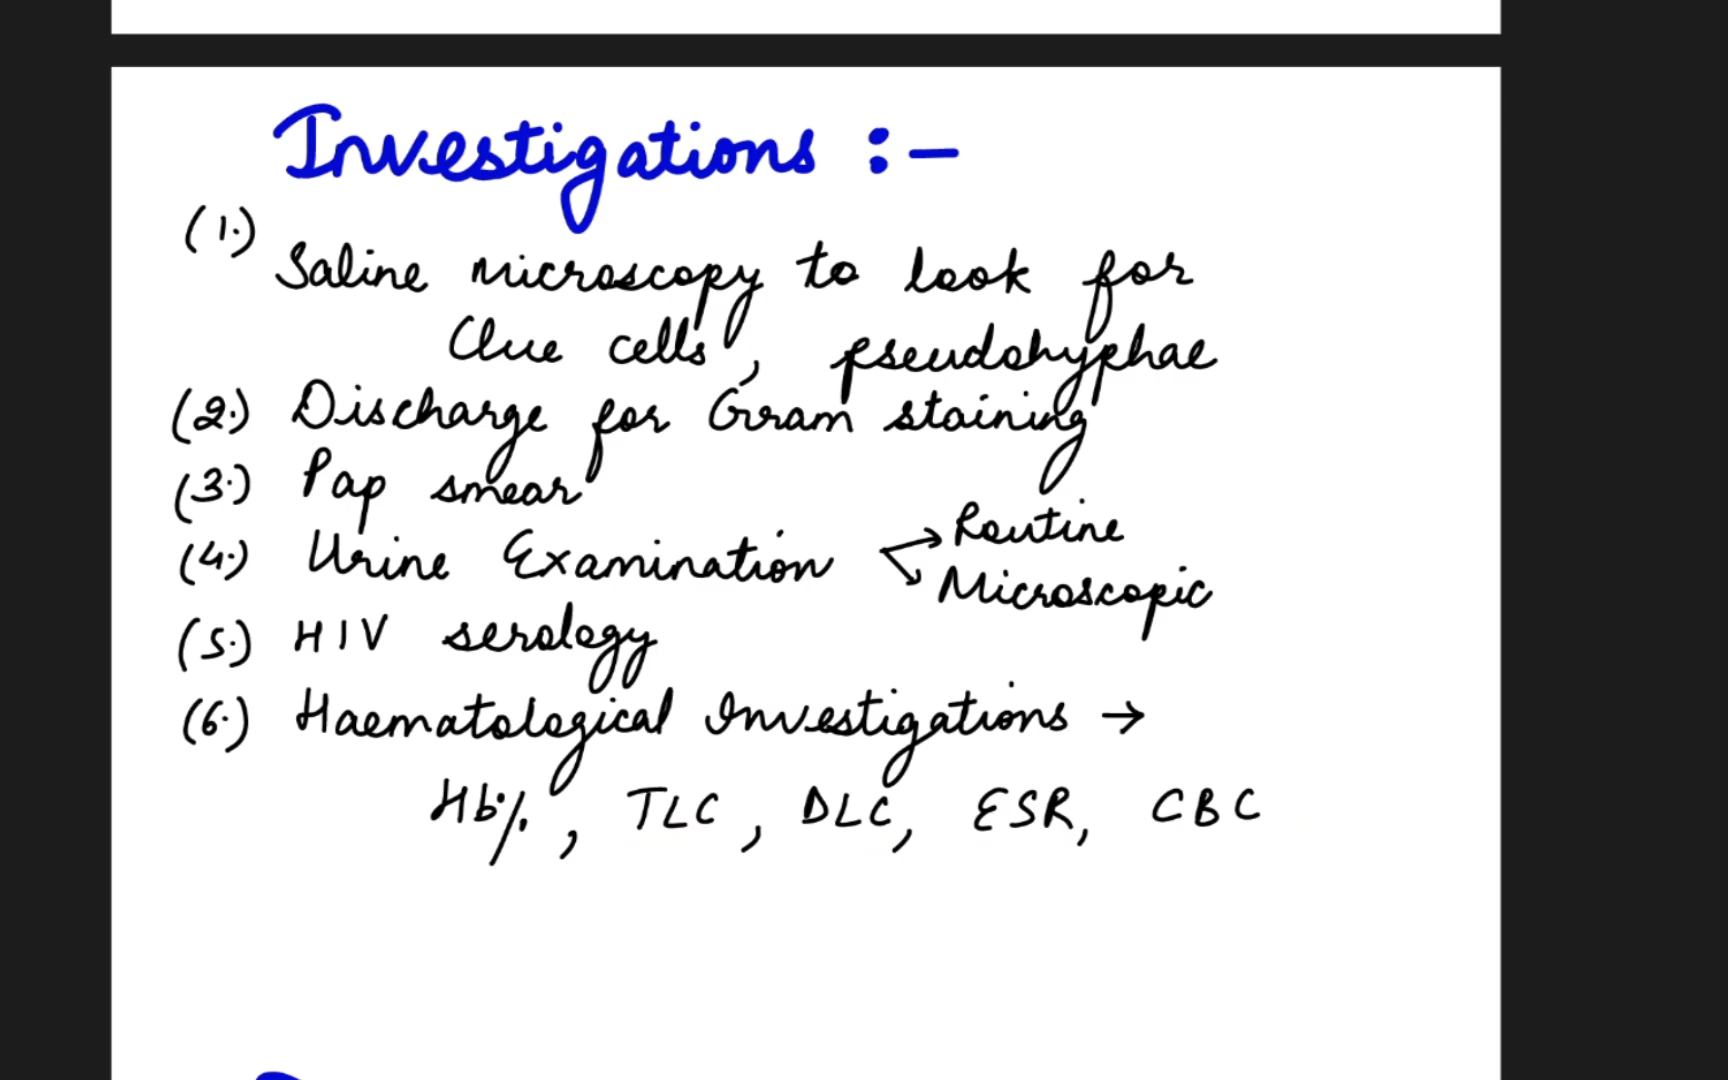 Investigations :-
(1.)
Saline microscopy to look for
Clue cells, pseudohyphae
(2.) Discharge for Gram staining
(3.) Pap smear
(4.) Urine Examination → Routine
→ Microscopic
(5.) HIV serology
(6.) Haematological Investigations →
Hb%, TLC, DLC, ESR, CBC